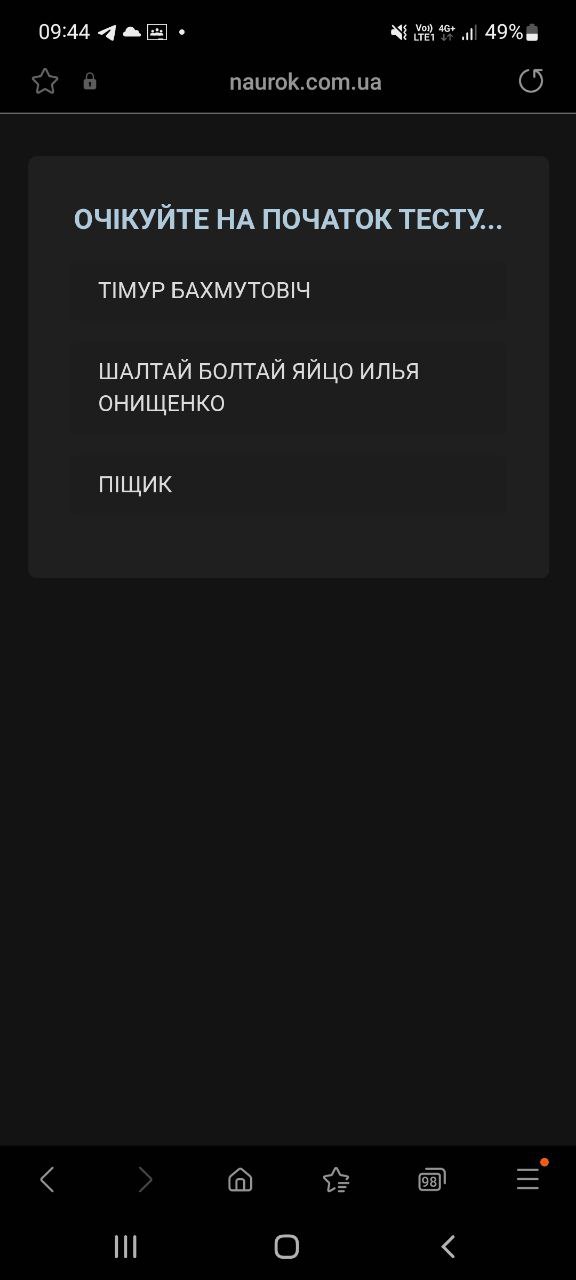 09:44
Vo)) 4G+
LTE1
49%
naurok.com.ua
ОЧІКУЙТЕ НА ПОЧАТОК ТЕСТУ...
ТІМУР БАХМУТОВІЧ
ШАЛТАЙ БОЛТАЙ ЯЙЦО ИЛЬЯ
ОНИЩЕНКО
ПІЩИК
98